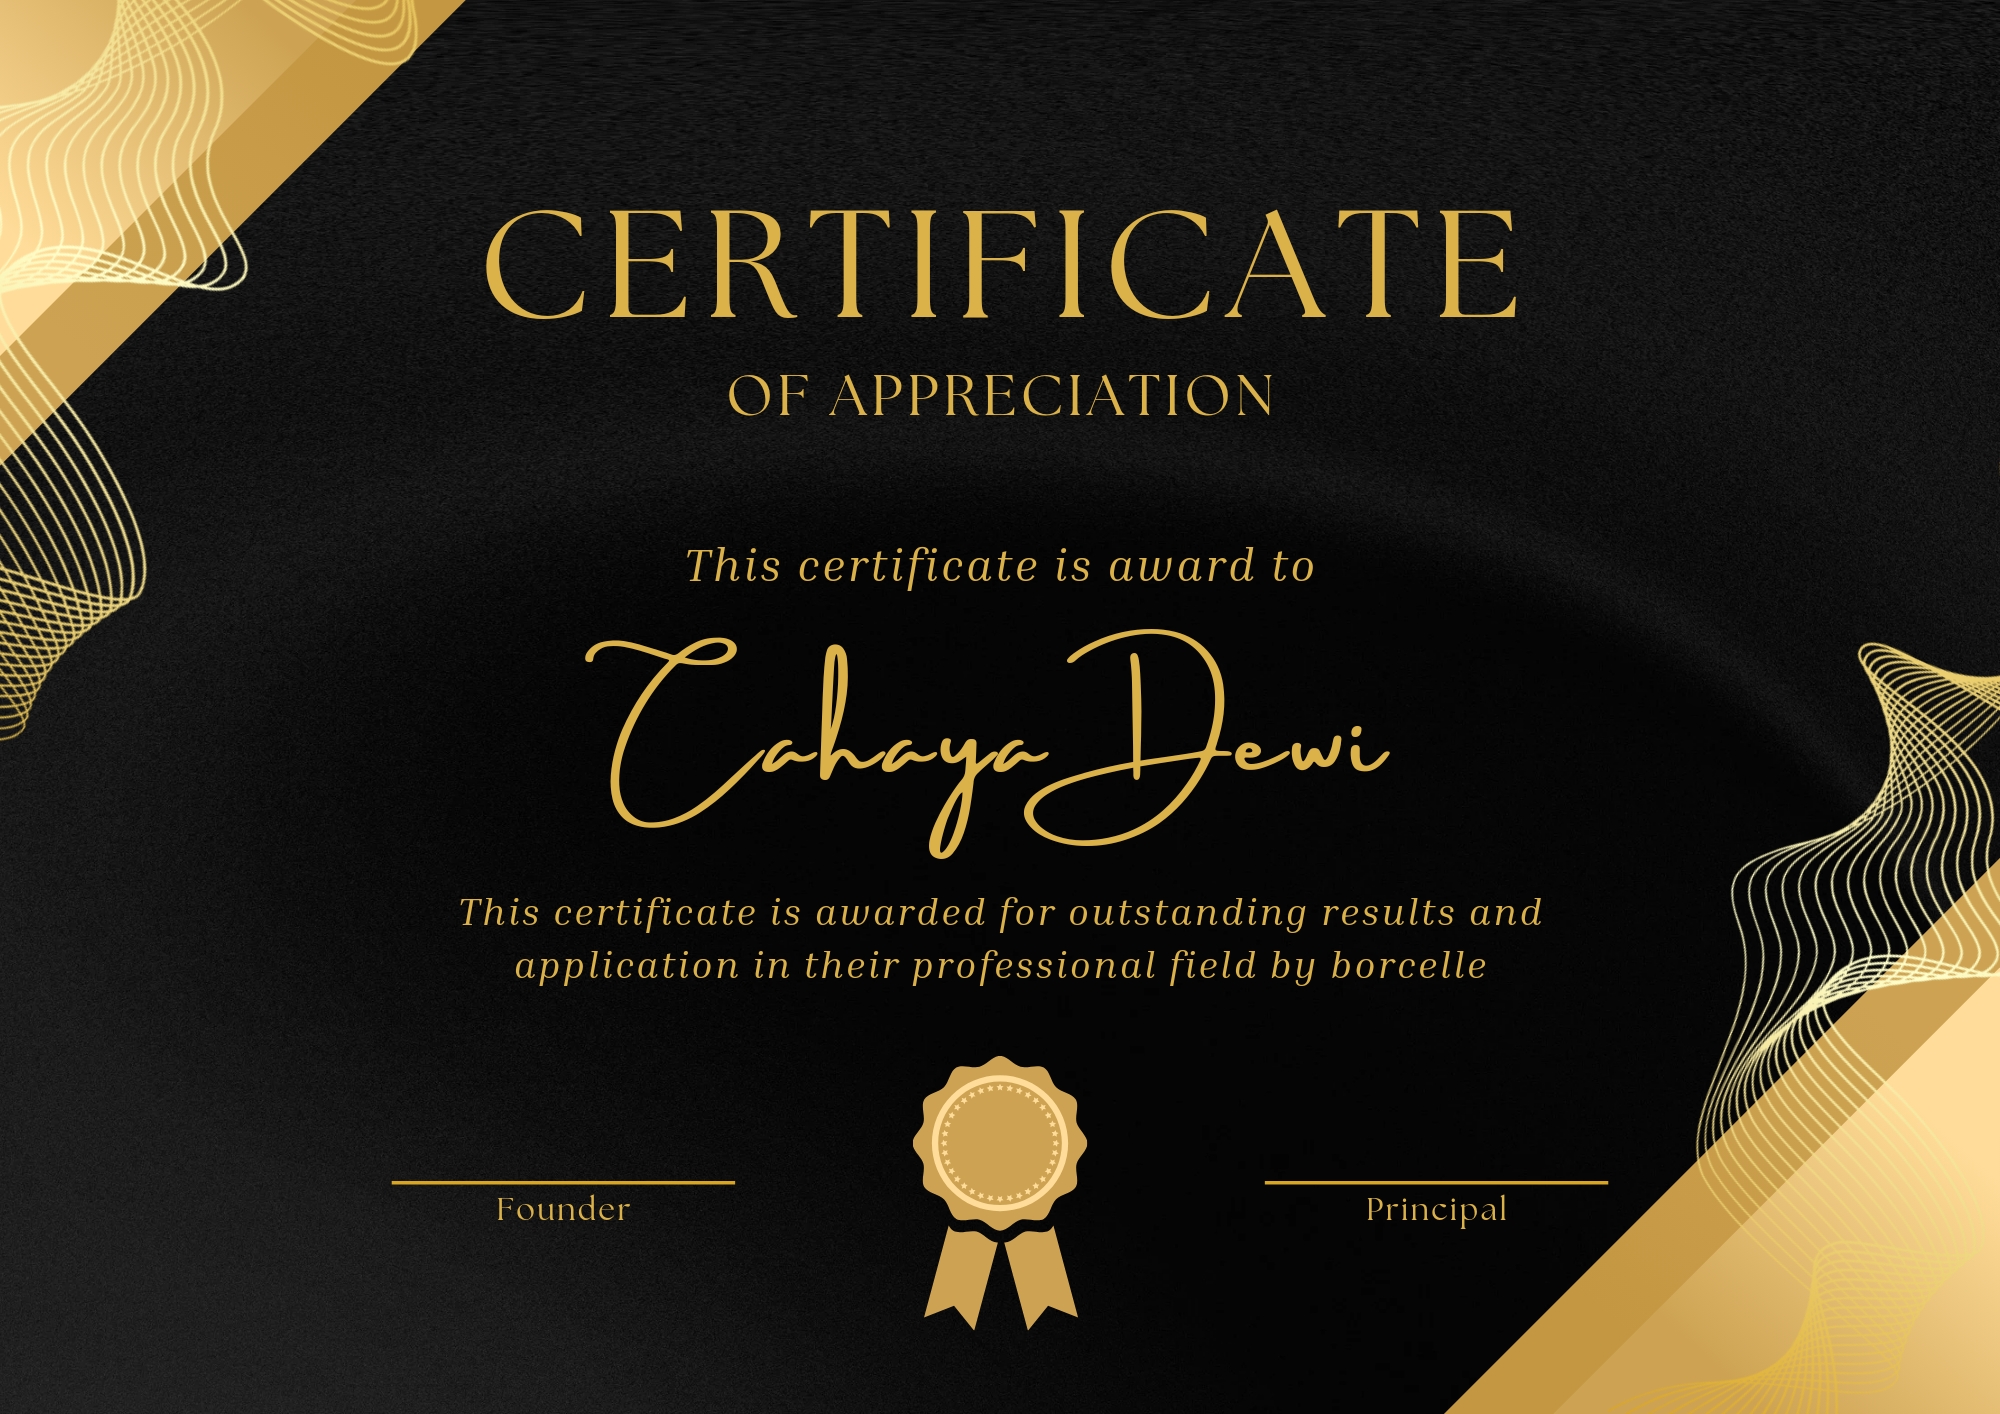 CERTIFICATE
OF APPRECIATION
This certificate is award to
Cahaya Dewi
This certificate is awarded for outstanding results and
application in their professional field by borcelle
Founder
Principal